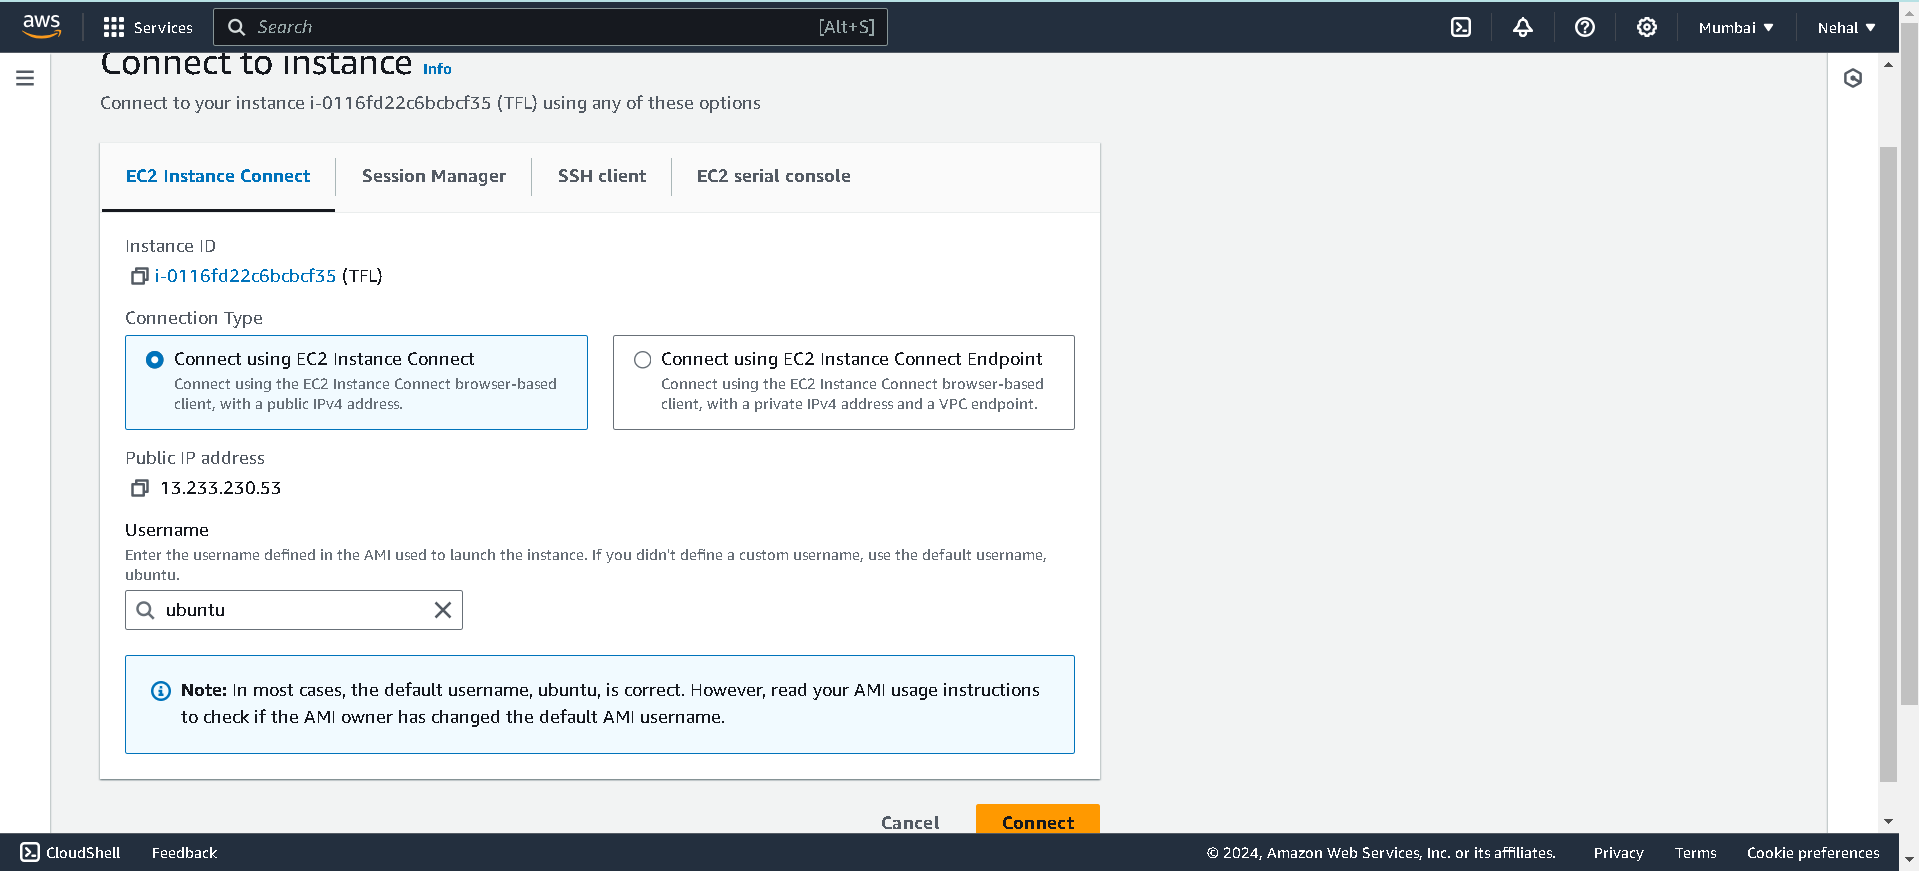 aws
Services
Search
[Alt+S]
Mumbai
Nehal
Connect to instance Info
Connect to your instance i-0116fd22c6bcbcf35 (TFL) using any of these options
EC2 Instance Connect
Session Manager
SSH client
EC2 serial console
Instance ID
i-0116fd22c6bcbcf35 (TFL)
Connection Type
Connect using EC2 Instance Connect
Connect using the EC2 Instance Connect browser-based
client, with a public IPv4 address.
Connect using EC2 Instance Connect Endpoint
Connect using the EC2 Instance Connect browser-based
client, with a private IPv4 address and a VPC endpoint.
Public IP address
13.233.230.53
Username
Enter the username defined in the AMI used to launch the instance. If you didn't define a custom username, use the default username,
ubuntu.
ubuntu
Note: In most cases, the default username, ubuntu, is correct. However, read your AMI usage instructions
to check if the AMI owner has changed the default AMI username.
Cancel
Connect
CloudShell
Feedback
© 2024, Amazon Web Services, Inc. or its affiliates.
Privacy
Terms
Cookie preferences